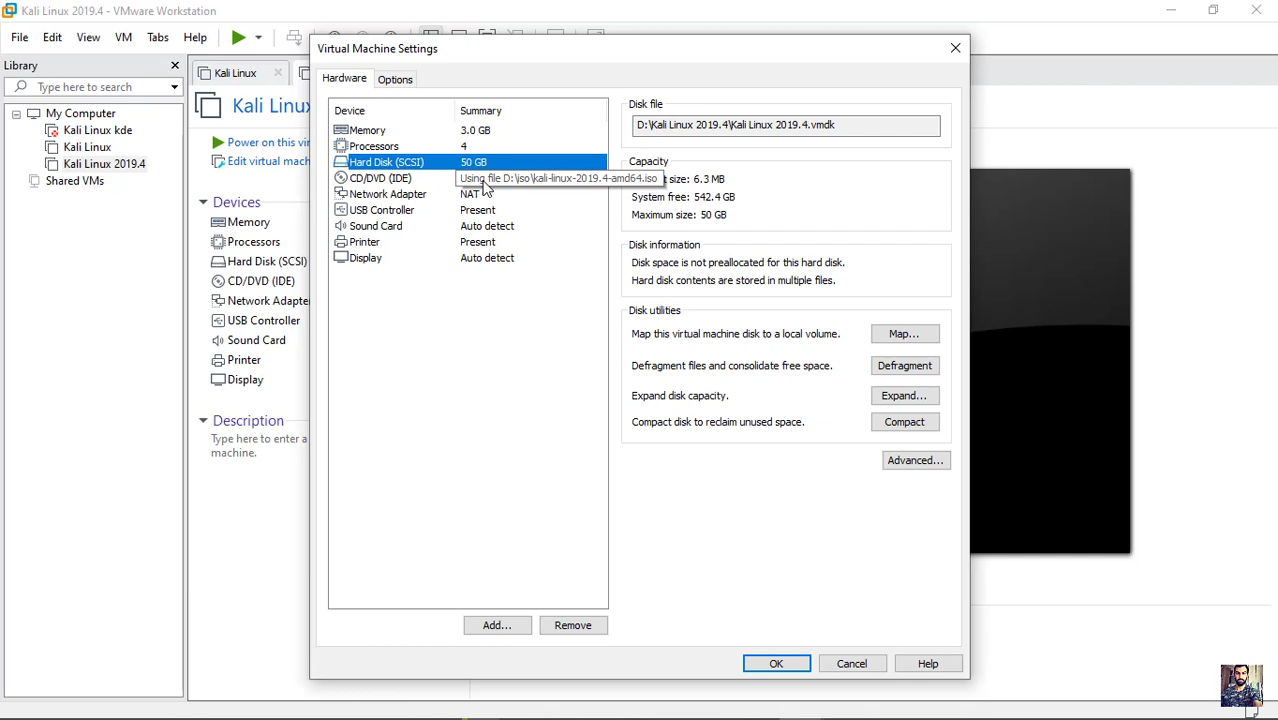 Kali Linux 2019.4 - VMware Workstation
File Edit View VM Tabs Help
Library
Type here to search
My Computer
Kali Linux kde
Kali Linux
Kali Linux 2019.4
Shared VMs
Kali Linux
Kali Linux
Power on this vi
Edit virtual mach
Devices
Memory
Processors
Hard Disk (SCSI)
CD/DVD (IDE)
Network Adapte
USB Controller
Sound Card
Printer
Display
Description
Type here to enter a
machine.
Virtual Machine Settings
Hardware Options
Device Summary
Memory 3.0 GB
Processors 4
Hard Disk (SCSI) 50 GB
CD/DVD (IDE) Using file D:\iso\kali-linux-2019.4-amd64.iso
Network Adapter NAT
USB Controller Present
Sound Card Auto detect
Printer Present
Display Auto detect
Add... Remove
Disk file
D:\Kali Linux 2019.4\Kali Linux 2019.4.vmdk
Capacity
t size: 6.3 MB
System free: 542.4 GB
Maximum size: 50 GB
Disk information
Disk space is not preallocated for this hard disk.
Hard disk contents are stored in multiple files.
Disk utilities
Map this virtual machine disk to a local volume. Map...
Defragment files and consolidate free space. Defragment
Expand disk capacity. Expand...
Compact disk to reclaim unused space. Compact
Advanced...
OK Cancel Help